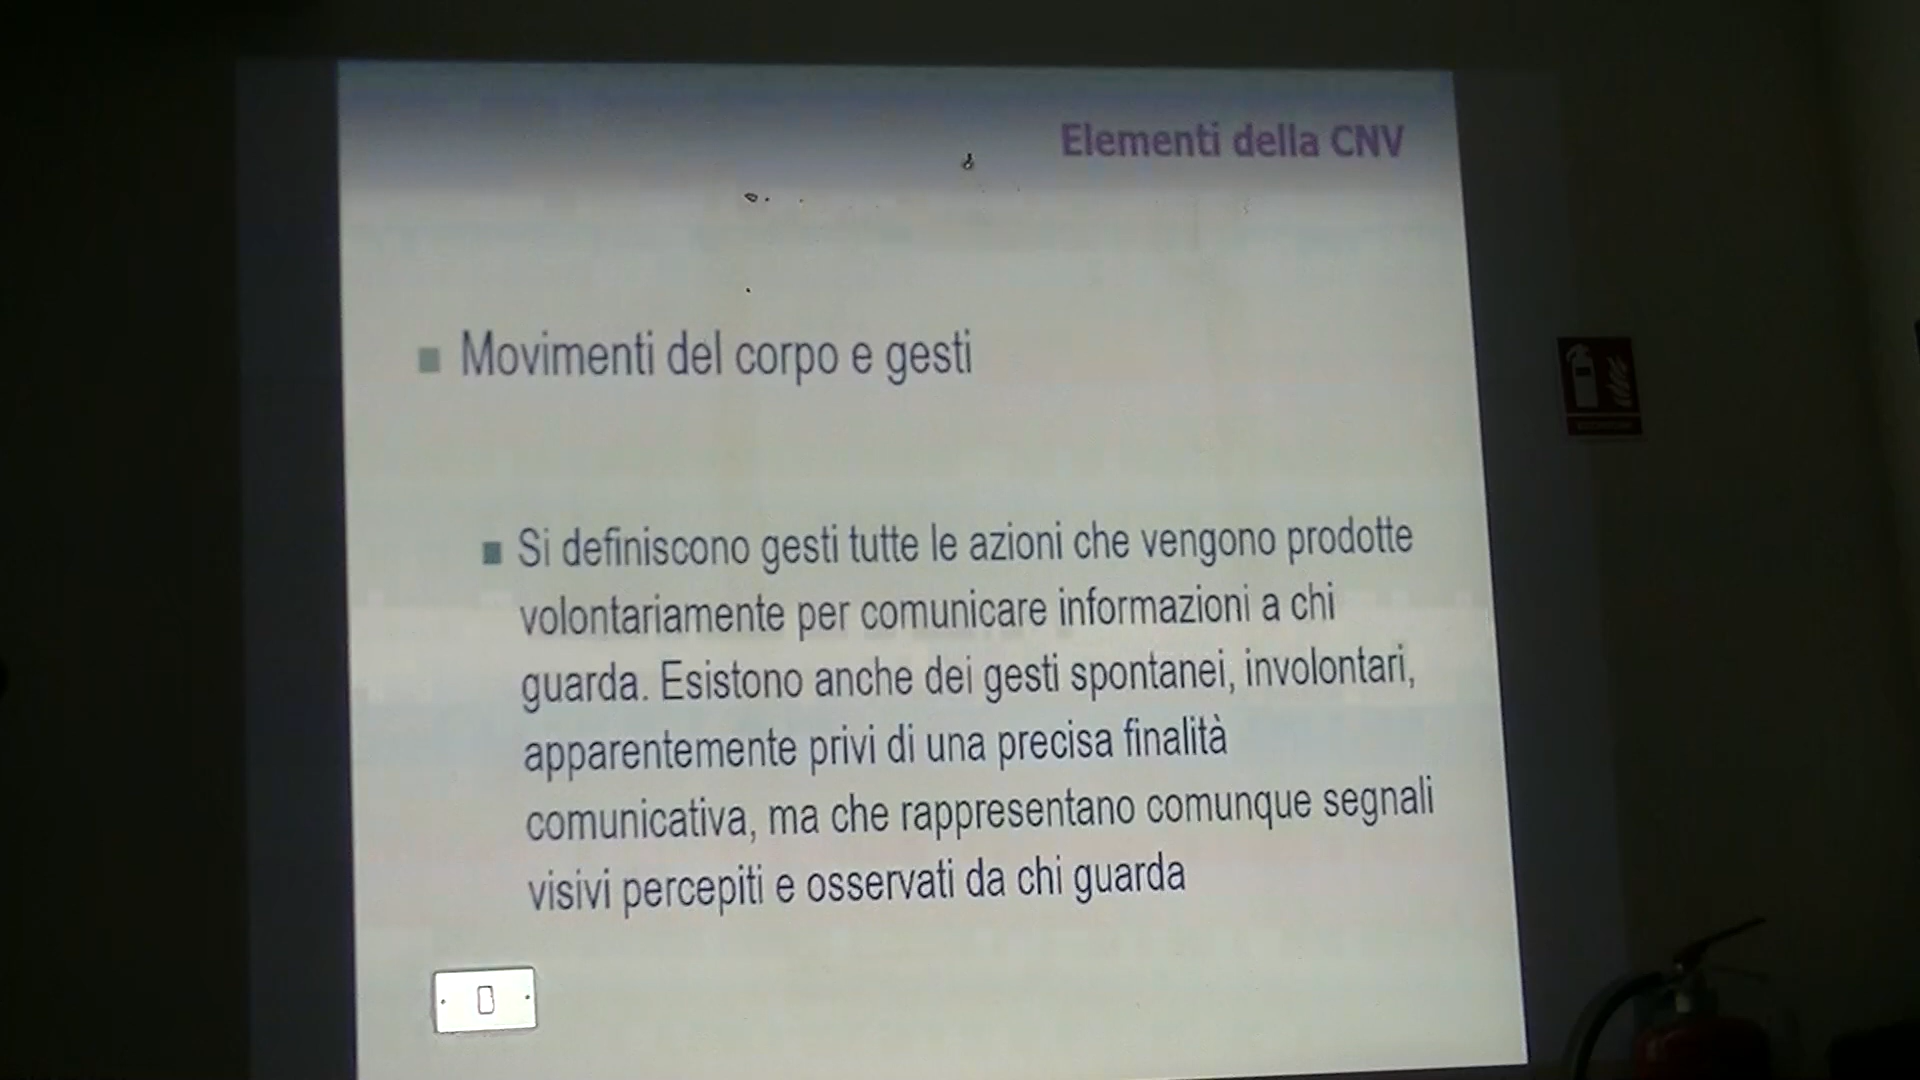 Elementi della CNV
Movimenti del corpo e gesti
Si definiscono gesti tutte le azioni che vengono prodotte
volontariamente per comunicare informazioni a chi
guarda. Esistono anche dei gesti spontanei, involontari,
apparentemente privi di una precisa finalità
comunicativa, ma che rappresentano comunque segnali
visivi percepiti e osservati da chi guarda